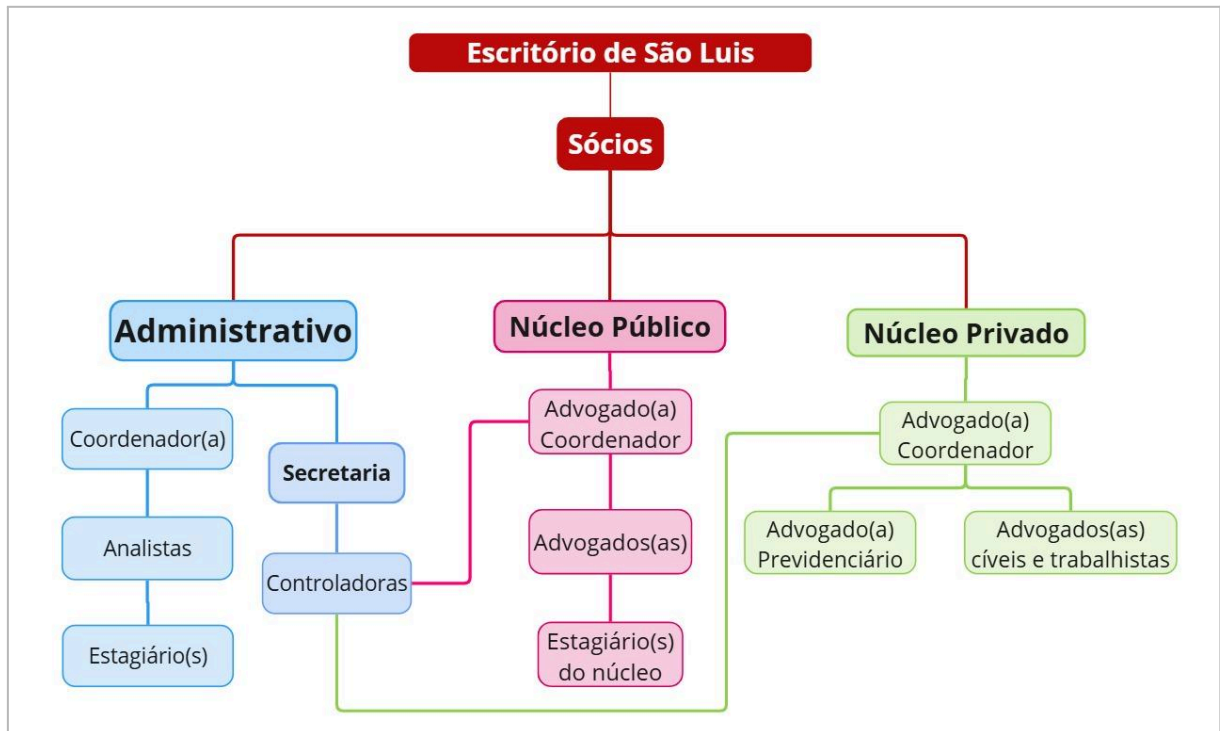 Escritório de São Luis
Sócios
Administrativo
Núcleo Público
Núcleo Privado
Coordenador(a)
Secretaria
Analistas
Controladoras
Estagiário(s)
Advogado(a)
Coordenador
Advogados(as)
Estagiário(s)
do núcleo
Advogado(a)
Coordenador
Advogado(a)
Previdenciário
Advogados(as)
cíveis e trabalhistas